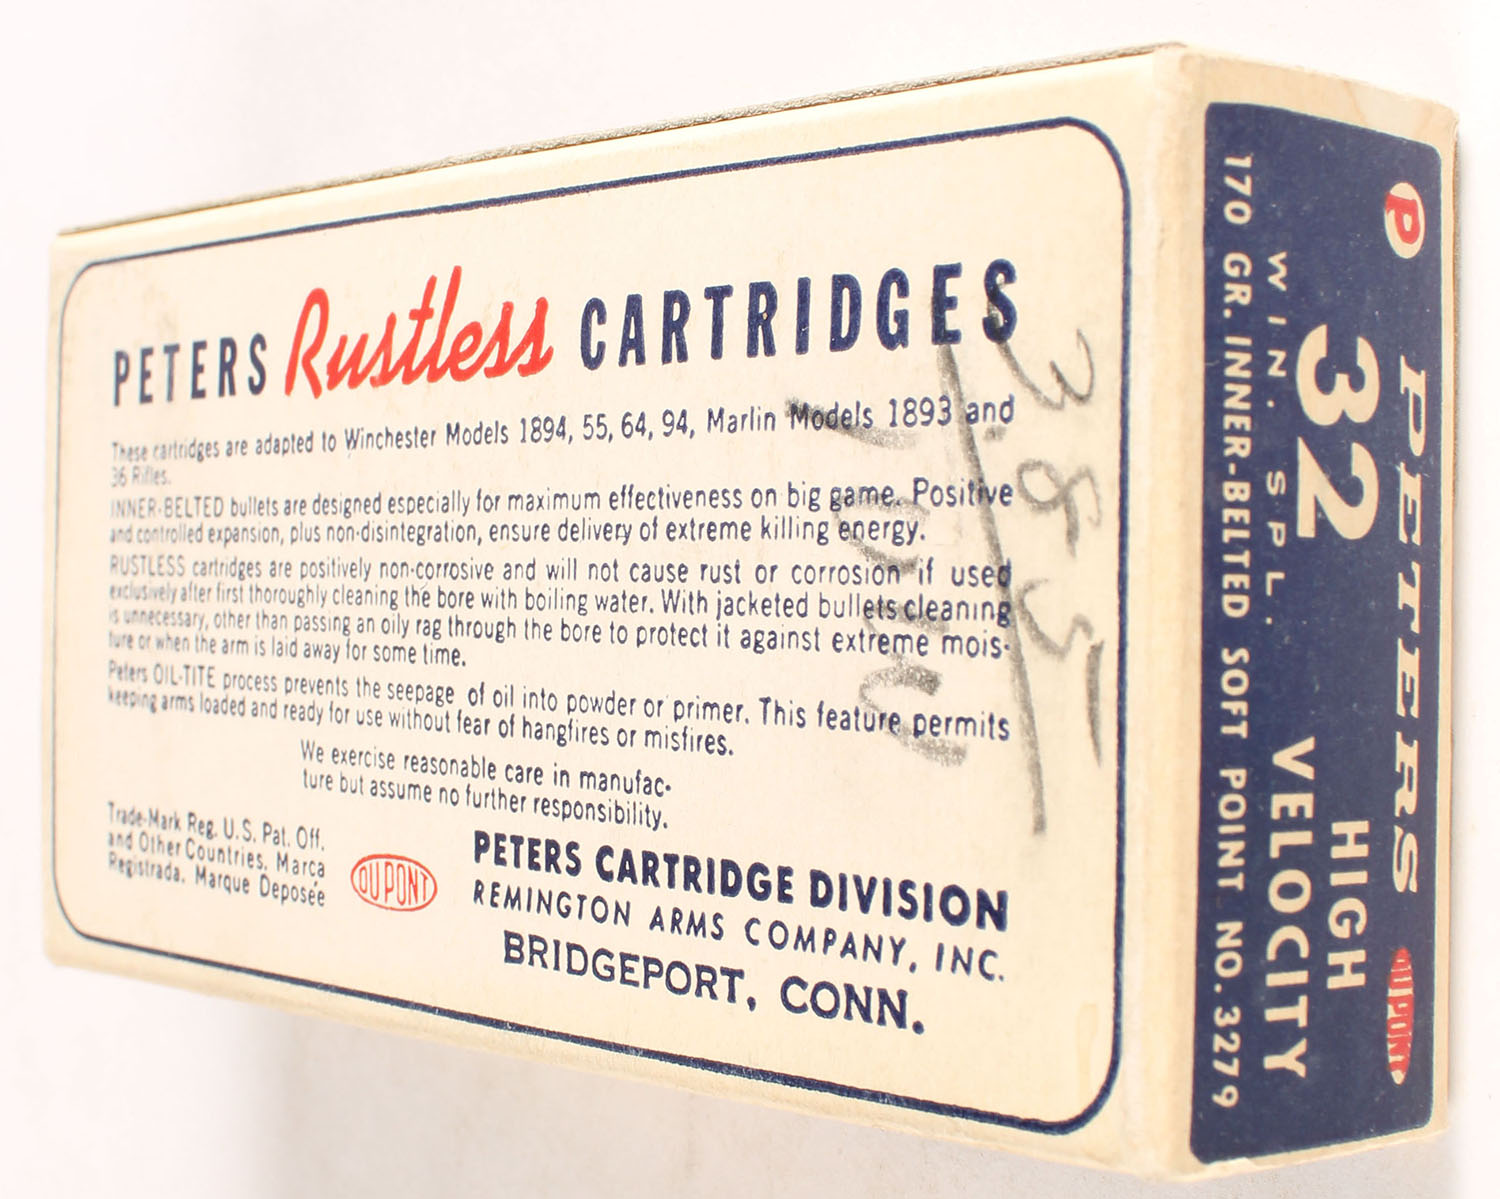 PETERS Rustless CARTRIDGES
These cartridges are adapted to Winchester Models 1894, 55, 64, 94, Marlin Models 1893 and
36 Rifles.
INNER-BELTED bullets are designed especially for maximum effectiveness on big game. Positive
and controlled expansion, plus non-disintegration, ensure delivery of extreme killing energy.
RUSTLESS cartridges are positively non-corrosive and will not cause rust or corrosion if used
exclusively after first thoroughly cleaning the bore with boiling water. With jacketed bullets cleaning
is unnecessary, other than passing an oily rag through the bore to protect it against extreme mois-
ture or when the arm is laid away for some time.
Peters OIL-TITE process prevents the seepage of oil into powder or primer. This feature permits
keeping arms loaded and ready for use without fear of hangfires or misfires.
We exercise reasonable care in manufac-
ture but assume no further responsibility.
Trade-Mark Reg. U.S. Pat. Off.
and Other Countries. Marca
Registrada. Marque Deposée
DU PONT
PETERS CARTRIDGE DIVISION
REMINGTON ARMS COMPANY, INC.
BRIDGEPORT, CONN.
3.85
P PETERS DU PONT
32 HIGH
WIN. SPL. VELOCITY
170 GR. INNER-BELTED SOFT POINT NO. 3279